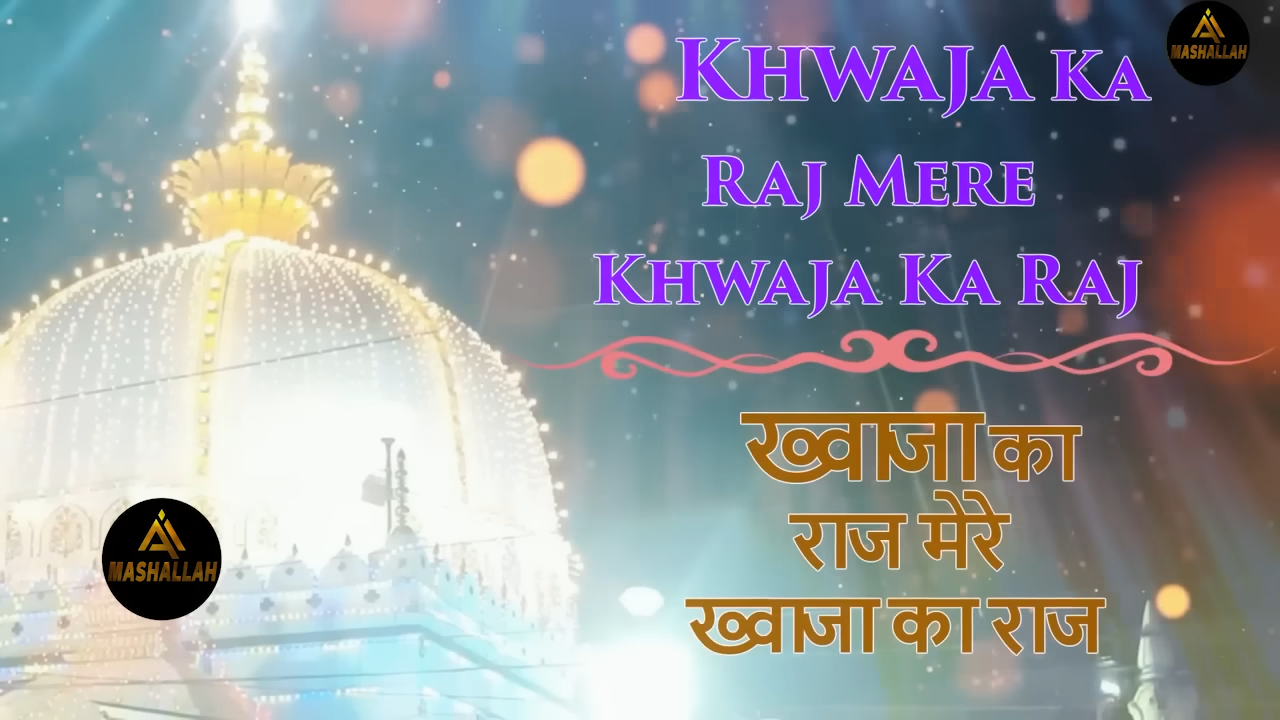 KHWAJA KA
RAJ MERE
KHWAJA KA RAJ
ख्वाजा का
राज मेरे
ख्वाजा का राज
MASHALLAH
MASHALLAH